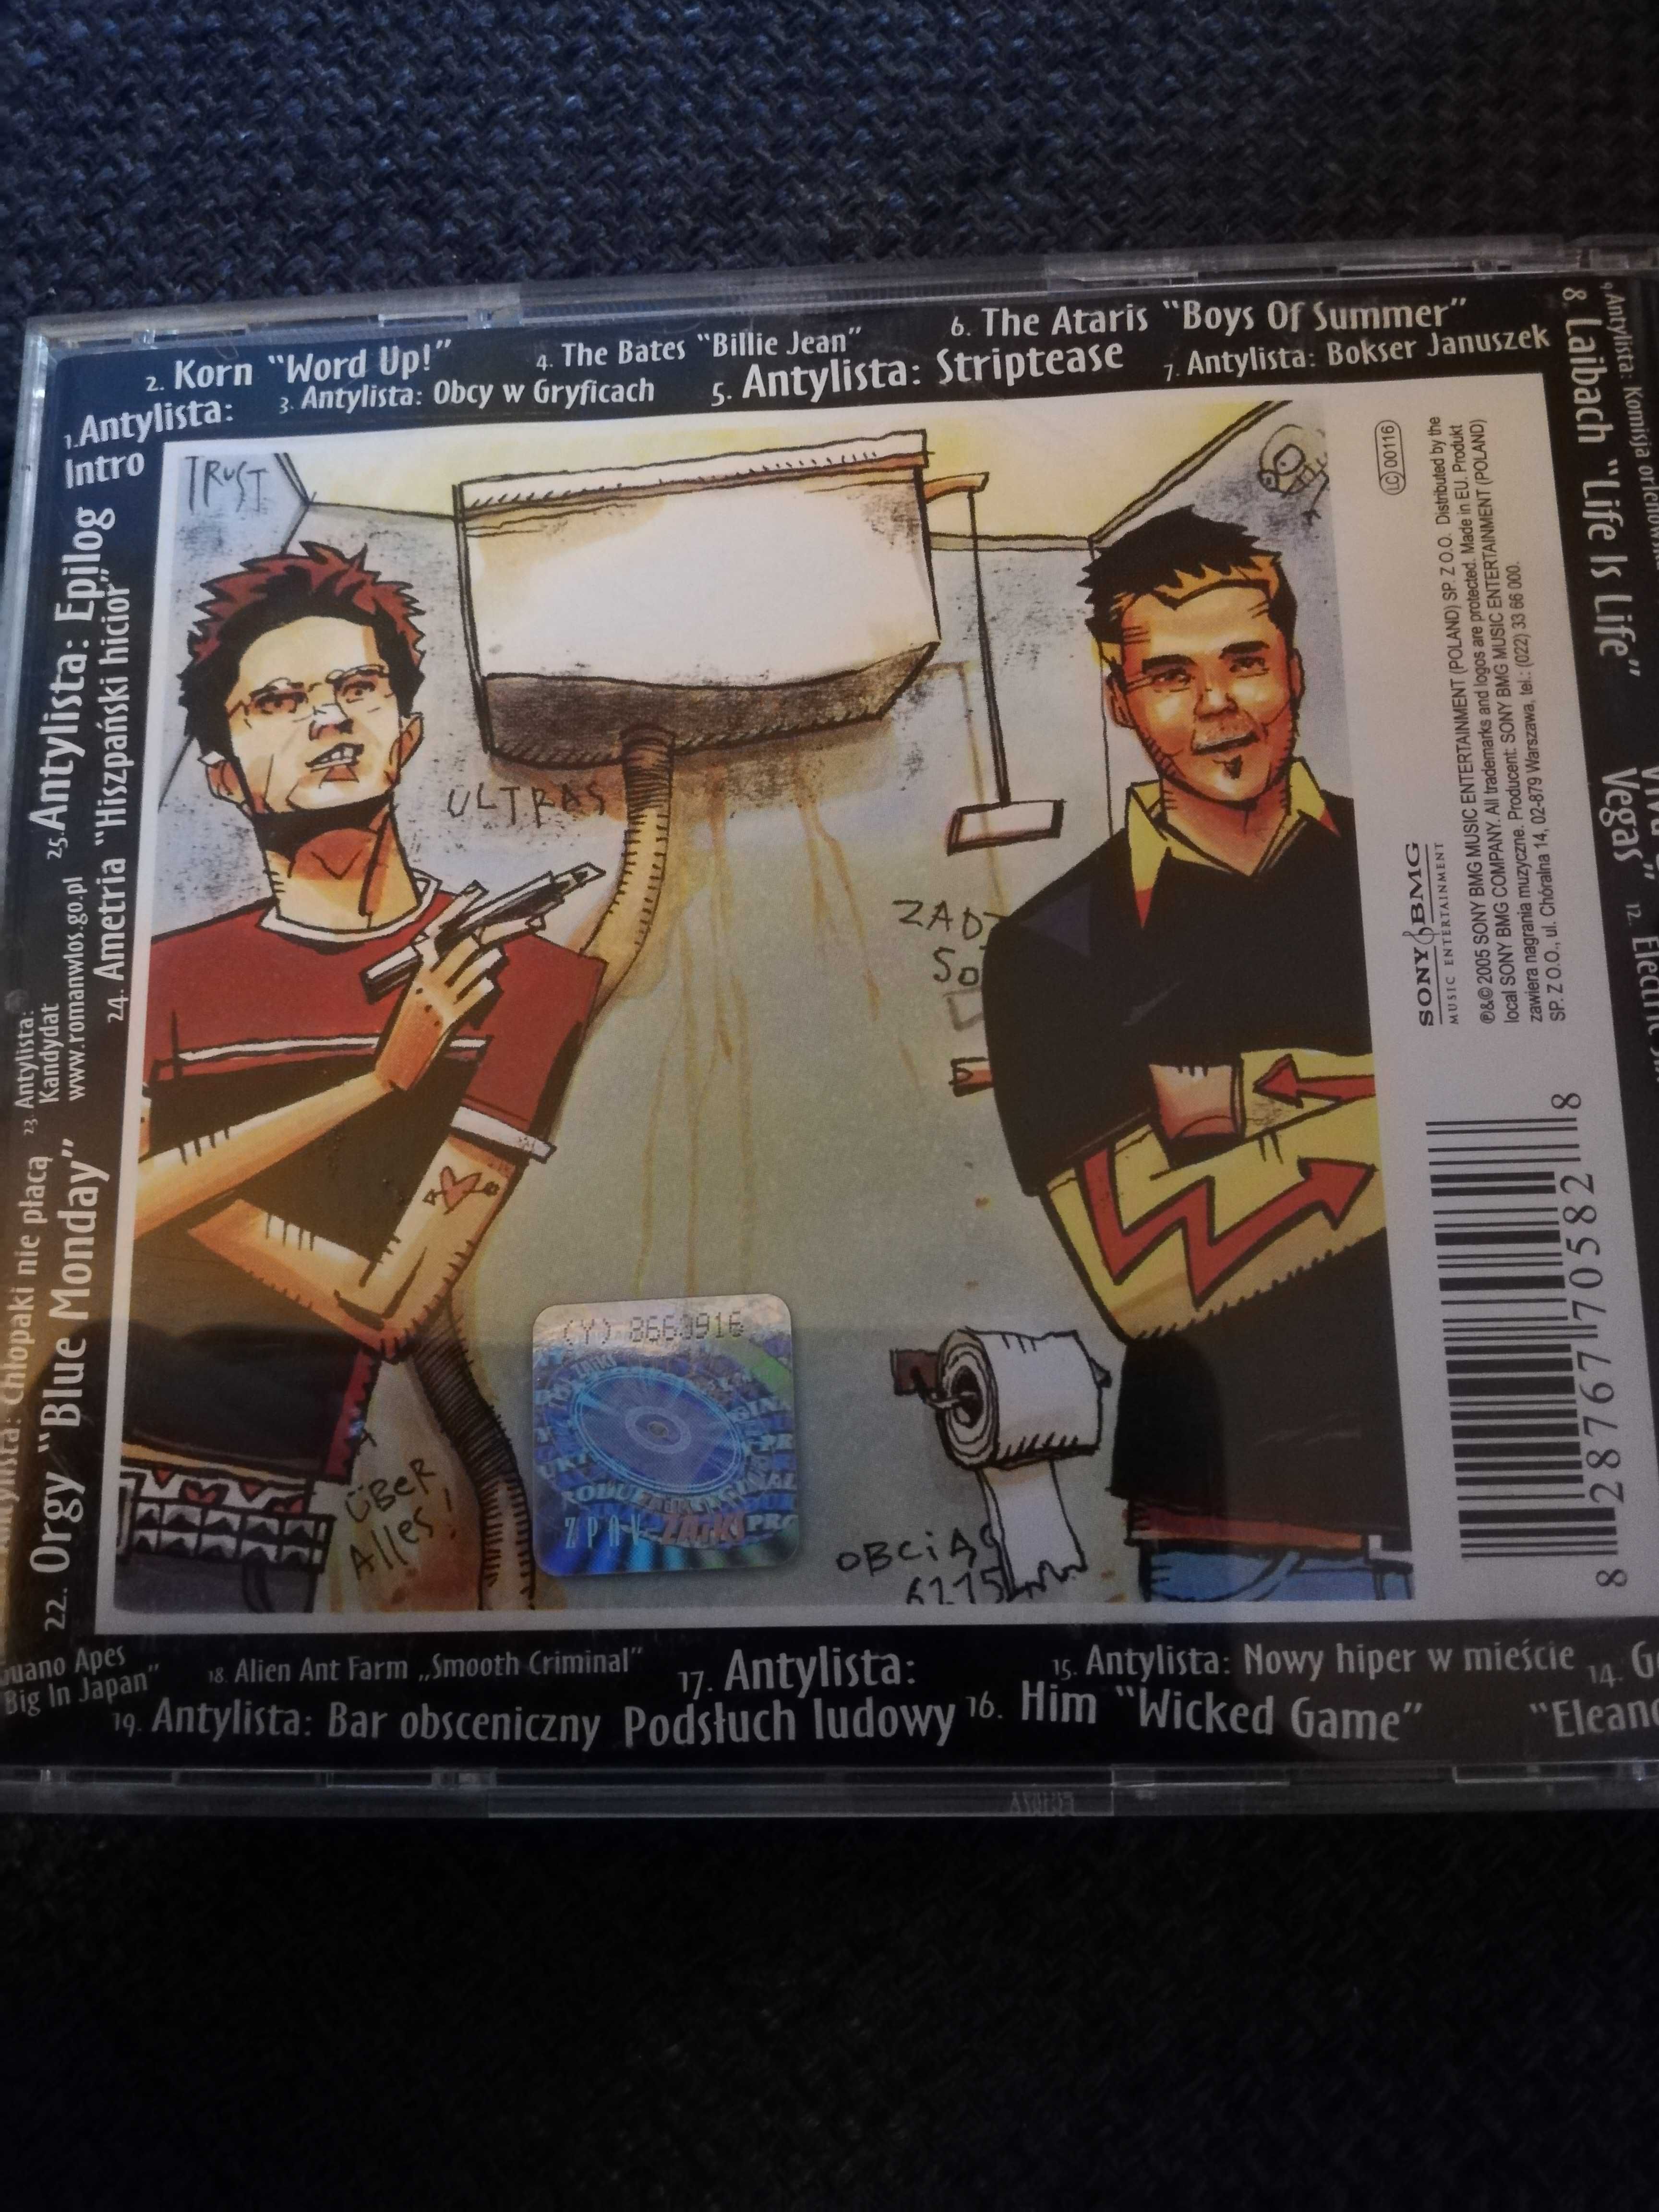 1. Antylista:
Intro
2. Korn "Word Up!"
3. Antylista: Obcy w Gryficach
4. The Bates "Billie Jean"
5. Antylista: Striptease
6. The Ataris "Boys Of Summer"
7. Antylista: Bokser Januszek
8 Laibach "Life Is Life"
9. Antylista: Komisja
Vegas"
12.
14. G
"Elean
15. Antylista: Nowy hiper w mieście
16. Him "Wicked Game"
17. Antylista:
Podsłuch ludowy
18. Alien Ant Farm „Smooth Criminal"
19. Antylista: Bar obsceniczny
uano Apes
Big In Japan"
Antylista: Chłopaki nie płacą
22. Orgy "Blue Monday"
23. Antylista:
Kandydat
www.romanwlos.go.pl
24. Ametria "Hiszpański hicior"
25. Antylista: Epilog
TRUST
ULTRAS
ZAD
SO
ÜBER
Alles!
OBCiAG
(Y) 8660916
ZPAV ZAiKS
LC 00116
SONY BMG
MUSIC ENTERTAINMENT
℗&© 2005 SONY BMG MUSIC ENTERTAINMENT (POLAND) SP. Z O.O. Distributed by the
local SONY BMG COMPANY. All trademarks and logos are protected. Made in EU. Produkt
zawiera nagrania muzyczne. Producent: SONY BMG MUSIC ENTERTAINMENT (POLAND)
SP. Z O.O., ul. Chóralna 14, 02-879 Warszawa, tel.: (022) 33 66 000.
8 28767 70582 8